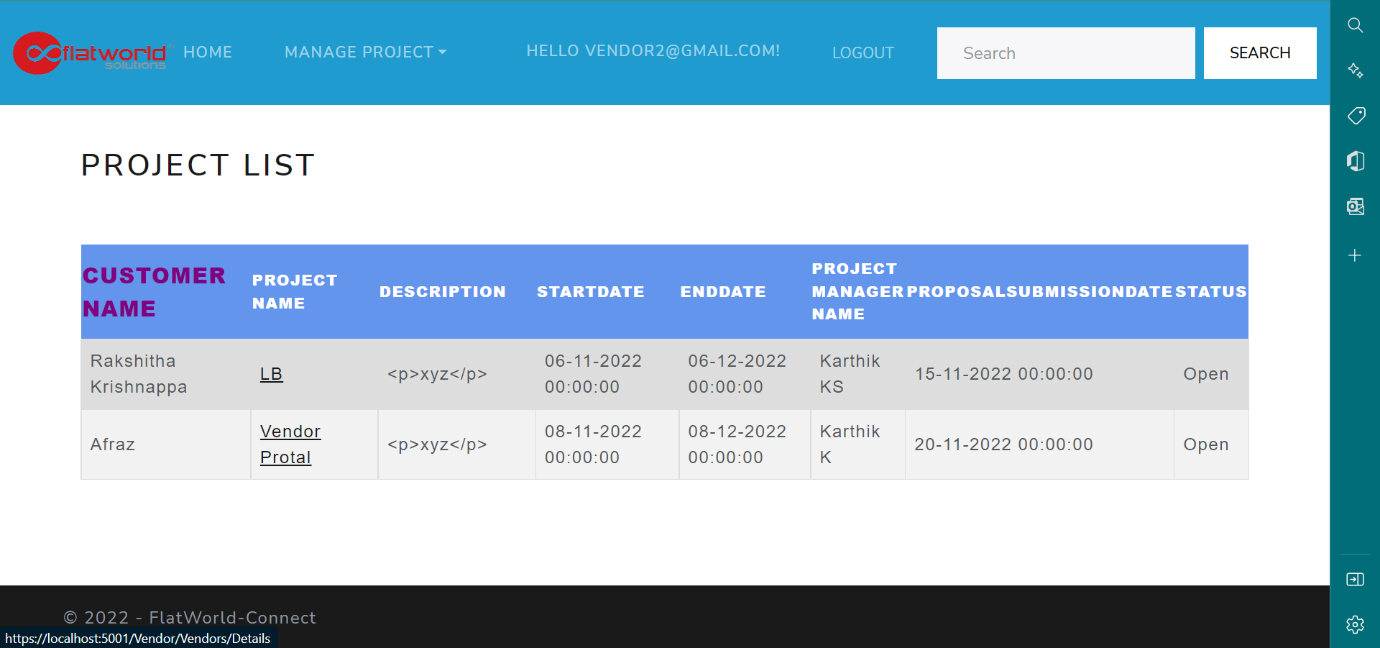 flatworld
solutions
HOME
MANAGE PROJECT
HELLO VENDOR2@GMAIL.COM!
LOGOUT
Search
SEARCH
PROJECT LIST
CUSTOMER
NAME
PROJECT
NAME
DESCRIPTION
STARTDATE
ENDDATE
PROJECT
MANAGER
NAME
PROPOSALSUBMISSIONDATE
STATUS
Rakshitha
Krishnappa
LB
<p>xyz</p>
06-11-2022
00:00:00
06-12-2022
00:00:00
Karthik
KS
15-11-2022 00:00:00
Open
Afraz
Vendor
Protal
<p>xyz</p>
08-11-2022
00:00:00
08-12-2022
00:00:00
Karthik
K
20-11-2022 00:00:00
Open
© 2022 - FlatWorld-Connect
https://localhost:5001/Vendor/Vendors/Details